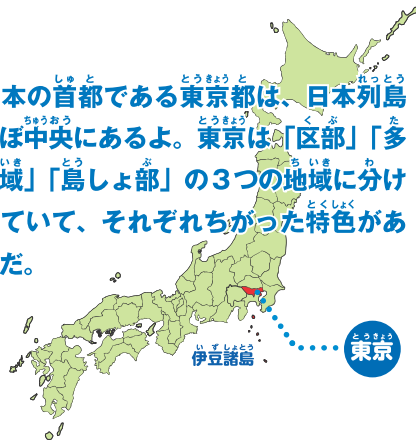 本の首都である東京都は、日本列島
ぼ中央にあるよ。東京は「区部」「多
域」「島しょ部」の３つの地域に分け
ていて、それぞれちがった特色があ
だ。
伊豆諸島
東京